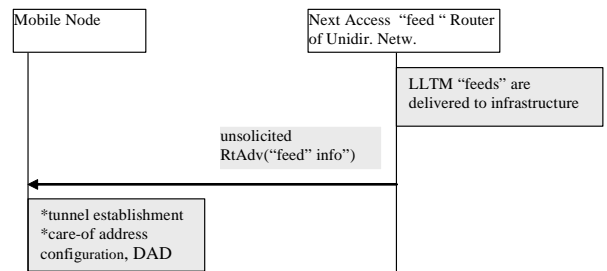 Mobile Node
Next Access “feed “ Router
of Unidir. Netw.
LLTM “feeds” are
delivered to infrastructure
unsolicited
RtAdv(“feed” info”)
*tunnel establishment
*care-of address
configuration, DAD